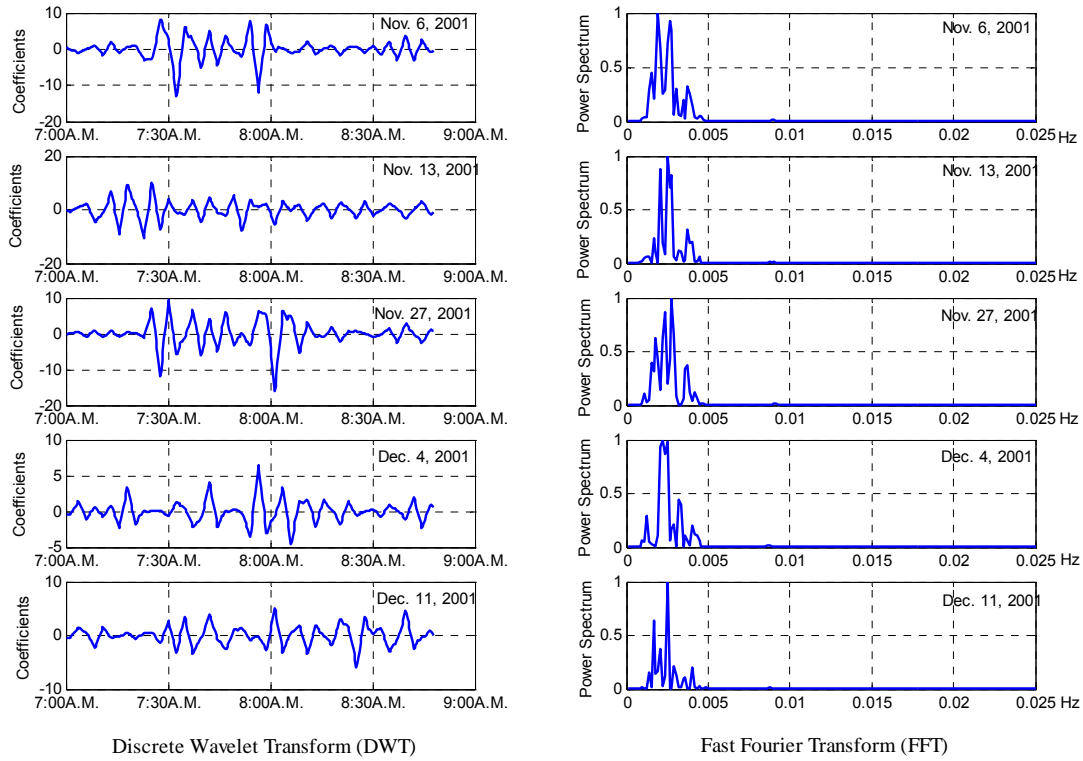 Coefficients
10
0
-10
-20
Nov. 6, 2001
7:00A.M. 7:30A.M. 8:00A.M. 8:30A.M. 9:00A.M.
Power Spectrum
1
0.5
0
Nov. 6, 2001
0 0.005 0.01 0.015 0.02 0.025 Hz
Coefficients
20
0
-20
Nov. 13, 2001
7:00A.M. 7:30A.M. 8:00A.M. 8:30A.M. 9:00A.M.
Power Spectrum
1
0.5
0
Nov. 13, 2001
0 0.005 0.01 0.015 0.02 0.025 Hz
Coefficients
10
0
-10
-20
Nov. 27, 2001
7:00A.M. 7:30A.M. 8:00A.M. 8:30A.M. 9:00A.M.
Power Spectrum
1
0.5
0
Nov. 27, 2001
0 0.005 0.01 0.015 0.02 0.025 Hz
Coefficients
10
5
0
-5
Dec. 4, 2001
7:00A.M. 7:30A.M. 8:00A.M. 8:30A.M. 9:00A.M.
Power Spectrum
1
0.5
0
Dec. 4, 2001
0 0.005 0.01 0.015 0.02 0.025 Hz
Coefficients
10
0
-10
Dec. 11, 2001
7:00A.M. 7:30A.M. 8:00A.M. 8:30A.M. 9:00A.M.
Power Spectrum
1
0.5
0
Dec. 11, 2001
0 0.005 0.01 0.015 0.02 0.025 Hz
Discrete Wavelet Transform (DWT)
Fast Fourier Transform (FFT)